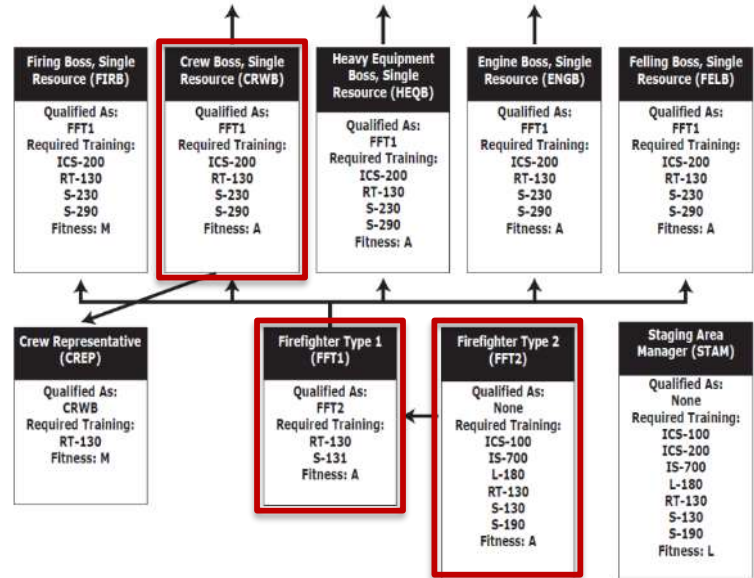 Firing Boss, Single
Resource (FIRB)
Qualified As:
FFT1
Required Training:
ICS-200
RT-130
S-230
S-290
Fitness: M
Crew Boss, Single
Resource (CRWB)
Qualified As:
FFT1
Required Training:
ICS-200
RT-130
S-230
S-290
Fitness: A
Heavy Equipment
Boss, Single
Resource (HEQB)
Qualified As:
FFT1
Required Training:
ICS-200
RT-130
S-230
S-290
Fitness: A
Engine Boss, Single
Resource (ENGB)
Qualified As:
FFT1
Required Training:
ICS-200
RT-130
S-230
S-290
Fitness: A
Felling Boss, Single
Resource (FELB)
Qualified As:
FFT1
Required Training:
ICS-200
RT-130
S-230
S-290
Fitness: A
Crew Representative
(CREP)
Qualified As:
CRWB
Required Training:
RT-130
Fitness: M
Firefighter Type 1
(FFT1)
Qualified As:
FFT2
Required Training:
RT-130
S-131
Fitness: A
Firefighter Type 2
(FFT2)
Qualified As:
None
Required Training:
ICS-100
IS-700
L-180
RT-130
S-130
S-190
Fitness: A
Staging Area
Manager (STAM)
Qualified As:
None
Required Training:
ICS-100
ICS-200
IS-700
L-180
RT-130
S-130
S-190
Fitness: L